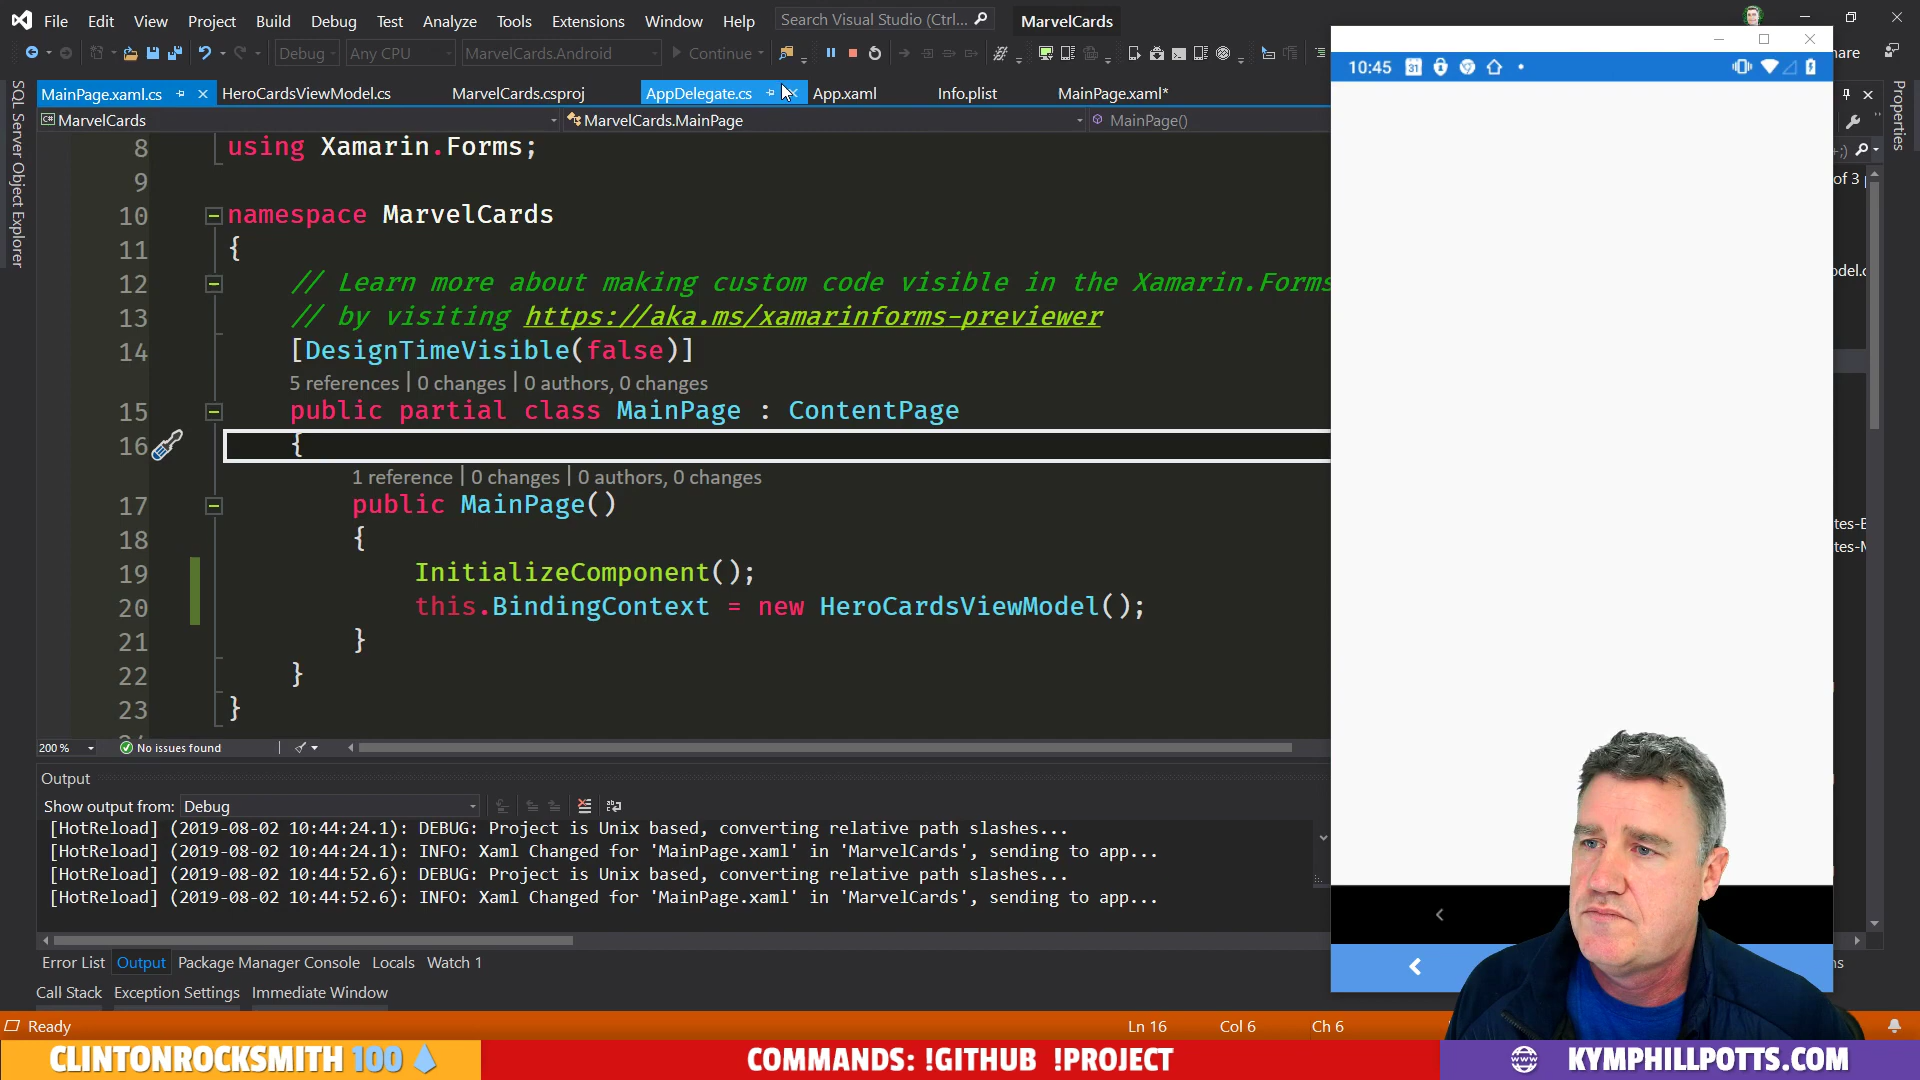 File Edit View Project Build Debug Test Analyze Tools Extensions Window Help Search Visual Studio (Ctrl... MarvelCards
Debug Any CPU MarvelCards.Android Continue
MainPage.xaml.cs HeroCardsViewModel.cs MarvelCards.csproj AppDelegate.cs App.xaml Info.plist MainPage.xaml*
MarvelCards MarvelCards.MainPage MainPage()
SQL Server Object Explorer
8 using Xamarin.Forms;
9
10 namespace MarvelCards
11 {
12 // Learn more about making custom code visible in the Xamarin.Forms
13 // by visiting https://aka.ms/xamarinforms-previewer
14 [DesignTimeVisible(false)]
5 references | 0 changes | 0 authors, 0 changes
15 public partial class MainPage : ContentPage
16 {
1 reference | 0 changes | 0 authors, 0 changes
17 public MainPage()
18 {
19 InitializeComponent();
20 this.BindingContext = new HeroCardsViewModel();
21 }
22 }
23 }
200 % No issues found
Output
Show output from: Debug
[HotReload] (2019-08-02 10:44:24.1): DEBUG: Project is Unix based, converting relative path slashes...
[HotReload] (2019-08-02 10:44:24.1): INFO: Xaml Changed for 'MainPage.xaml' in 'MarvelCards', sending to app...
[HotReload] (2019-08-02 10:44:52.6): DEBUG: Project is Unix based, converting relative path slashes...
[HotReload] (2019-08-02 10:44:52.6): INFO: Xaml Changed for 'MainPage.xaml' in 'MarvelCards', sending to app...
Error List Output Package Manager Console Locals Watch 1
Call Stack Exception Settings Immediate Window
Ready Ln 16 Col 6 Ch 6
10:45 31
Properties
of 3
CLINTONROCKSMITH 100
COMMANDS: !GITHUB !PROJECT
KYMPHILLPOTTS.COM